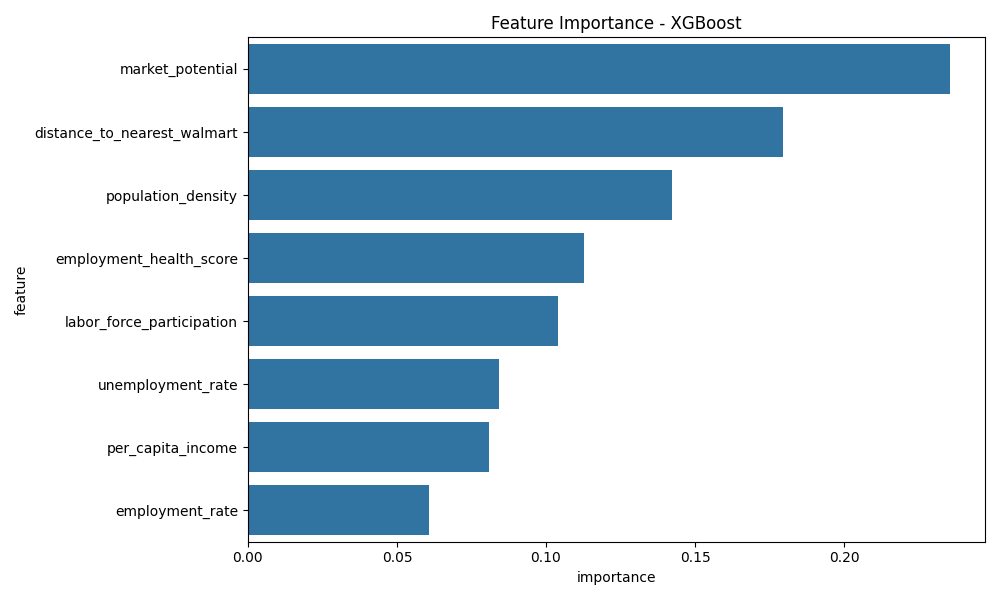 Feature Importance - XGBoost
market_potential
distance_to_nearest_walmart
population_density
employment_health_score
labor_force_participation
unemployment_rate
per_capita_income
employment_rate
feature
0.00 0.05 0.10 0.15 0.20
importance